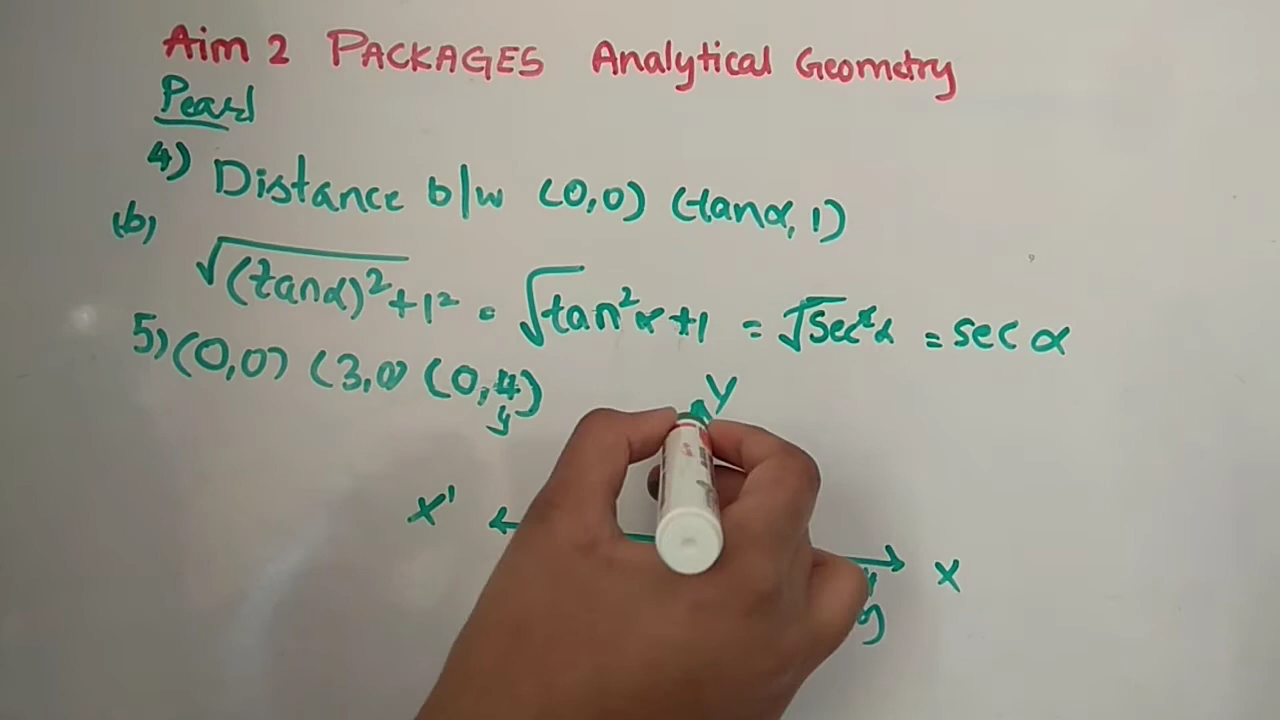 Aim 2 PACKAGES Analytical Geometry
Pearl
4) Distance b/w (0,0) (tanα, 1)
(b)
√(tanα)²+1² = √tan²α+1 = √sec²α = sec α
5) (0,0) (3,0) (0,4)
y
Y
X' X